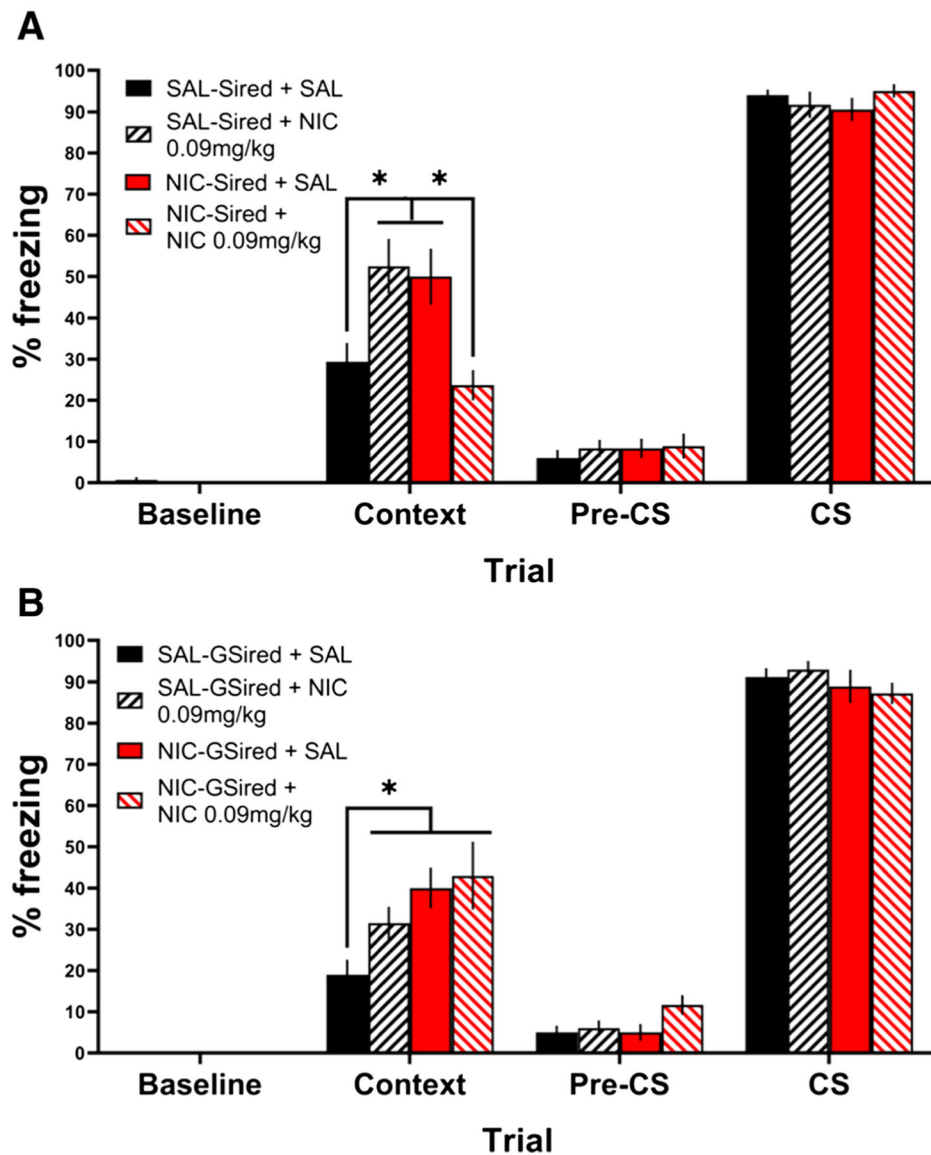 A
100
90
80
70
60
50
40
30
20
10
0
% freezing
SAL-Sired + SAL
SAL-Sired + NIC
0.09mg/kg
NIC-Sired + SAL
NIC-Sired +
NIC 0.09mg/kg
* *
Baseline Context Pre-CS CS
Trial
B
100
90
80
70
60
50
40
30
20
10
0
% freezing
SAL-GSired + SAL
SAL-GSired + NIC
0.09mg/kg
NIC-GSired + SAL
NIC-GSired +
NIC 0.09mg/kg
*
Baseline Context Pre-CS CS
Trial